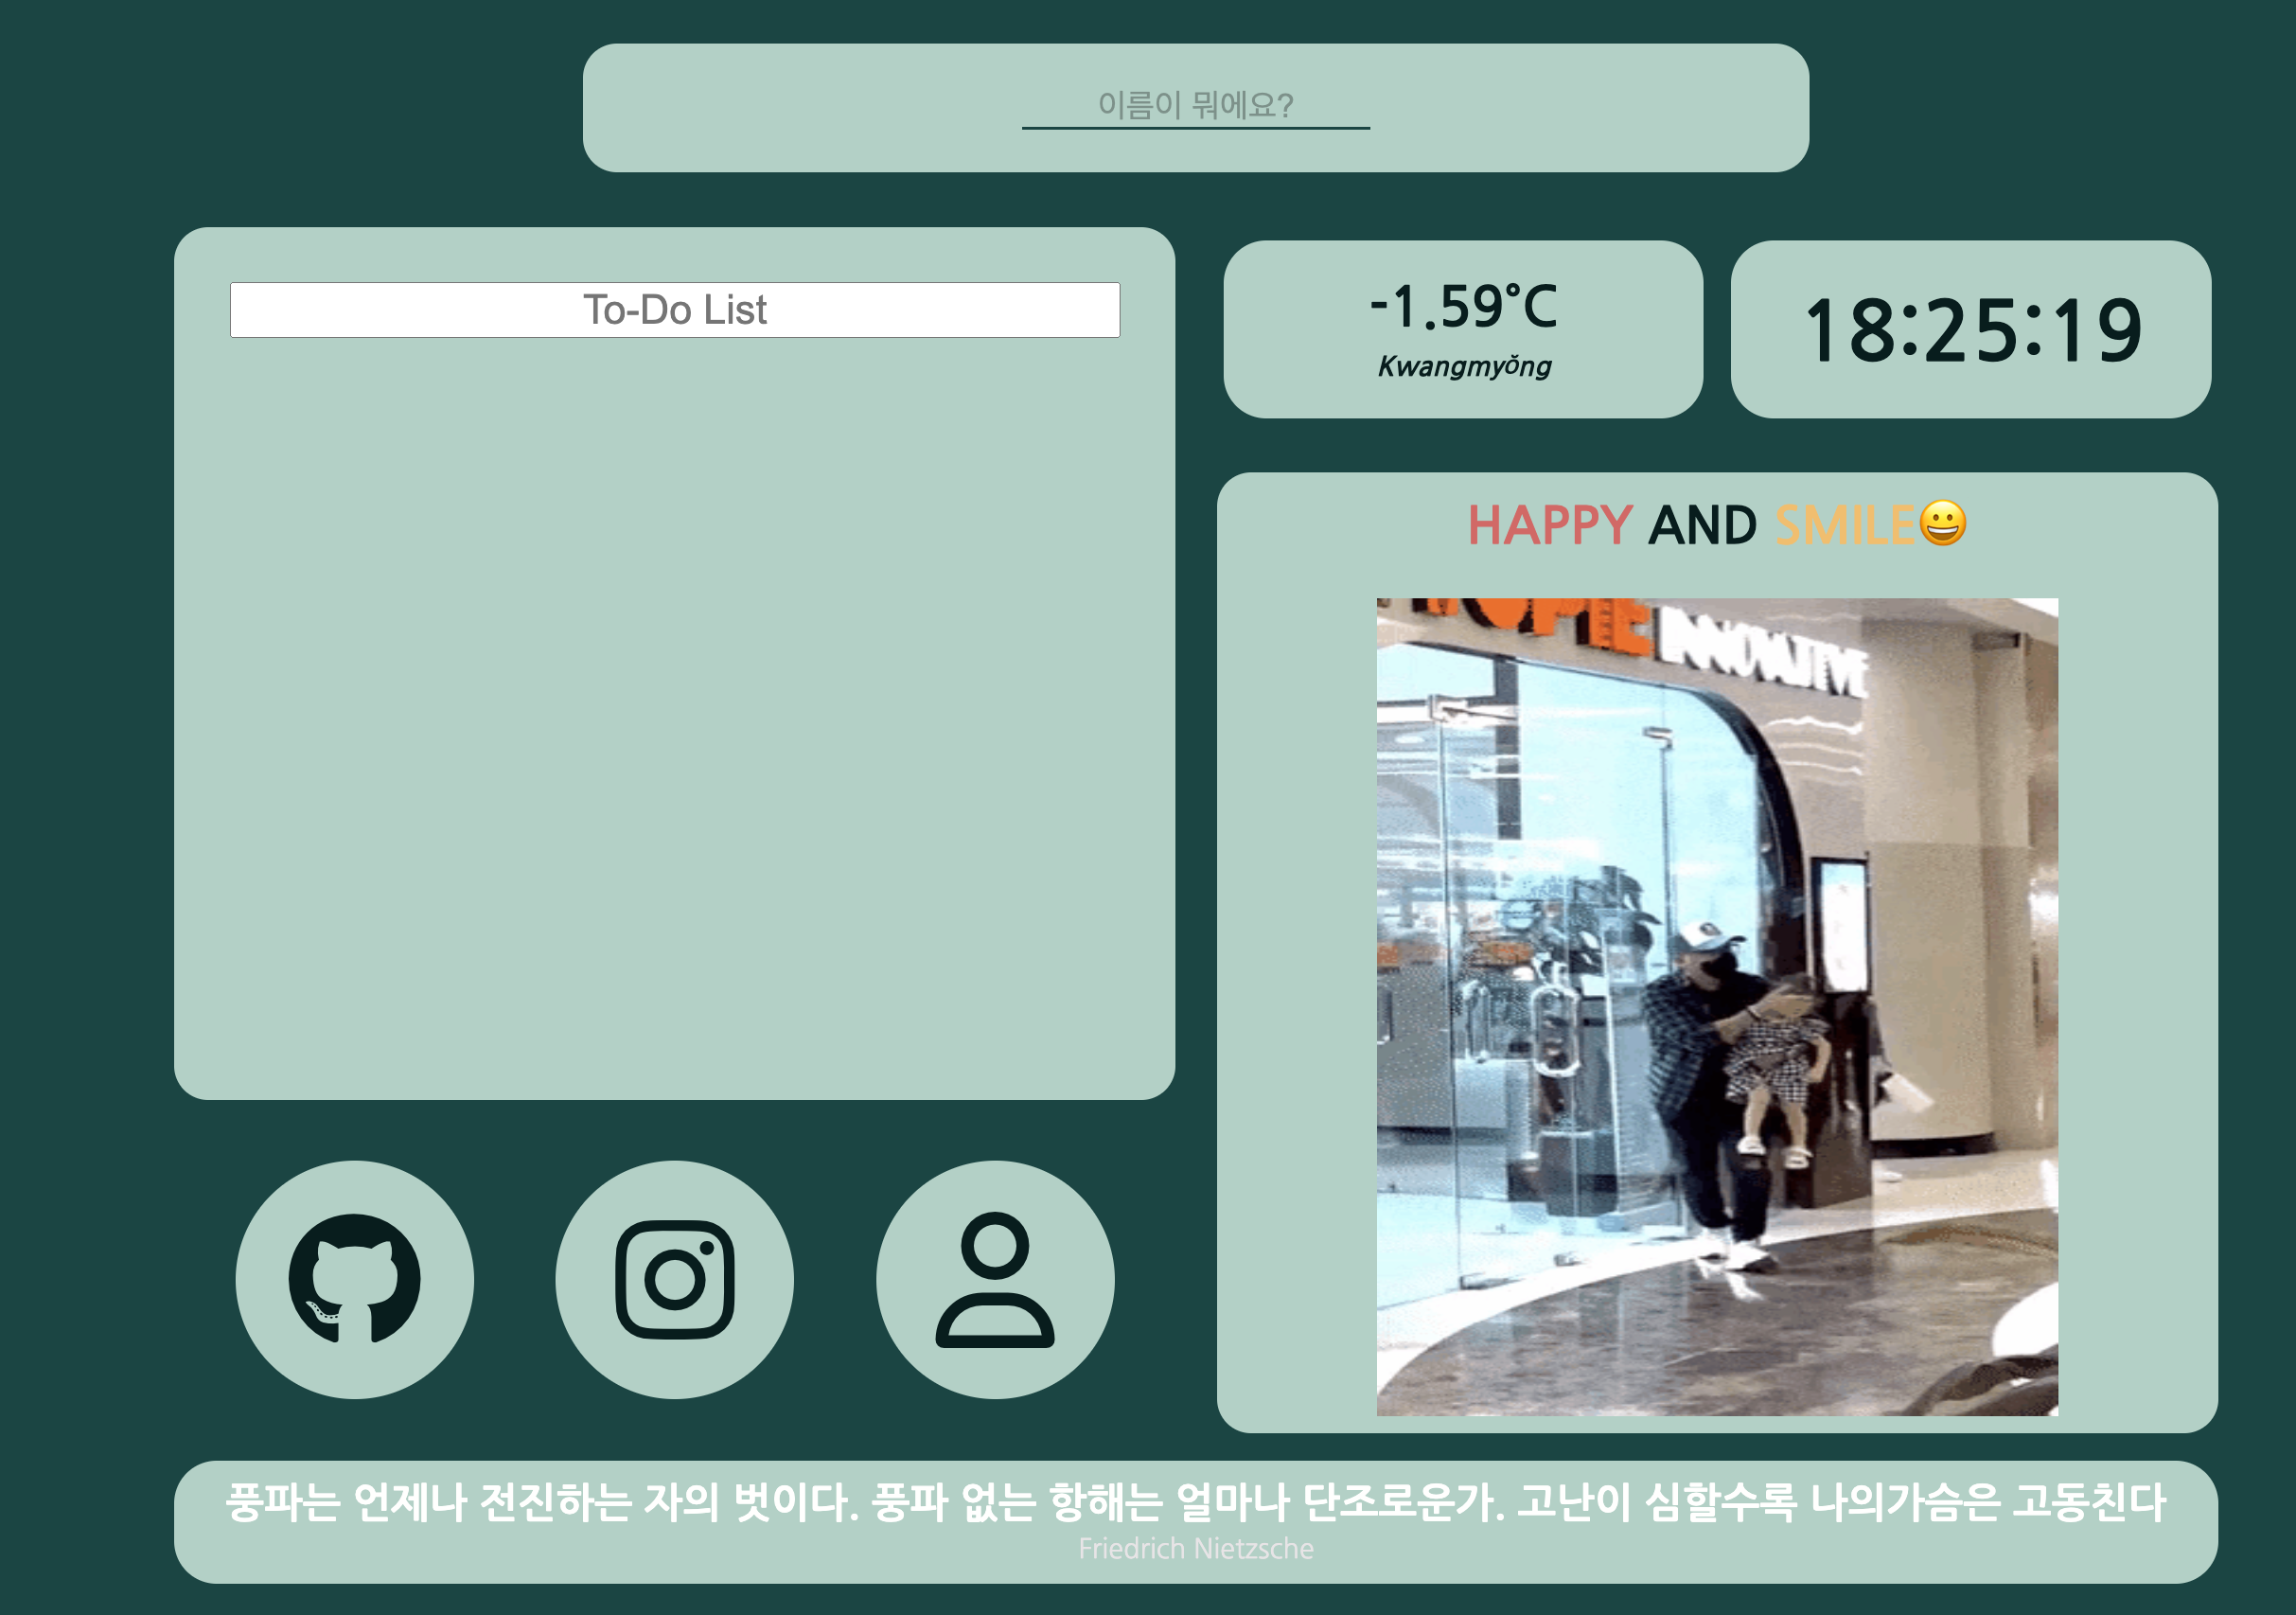 이름이 뭐에요?
To-Do List
-1.59°C
Kwangmyŏng
18:25:19
HAPPY AND SMILE😀
INNOVATIVE
풍파는 언제나 전진하는 자의 벗이다. 풍파 없는 항해는 얼마나 단조로운가. 고난이 심할수록 나의가슴은 고동친다
Friedrich Nietzsche